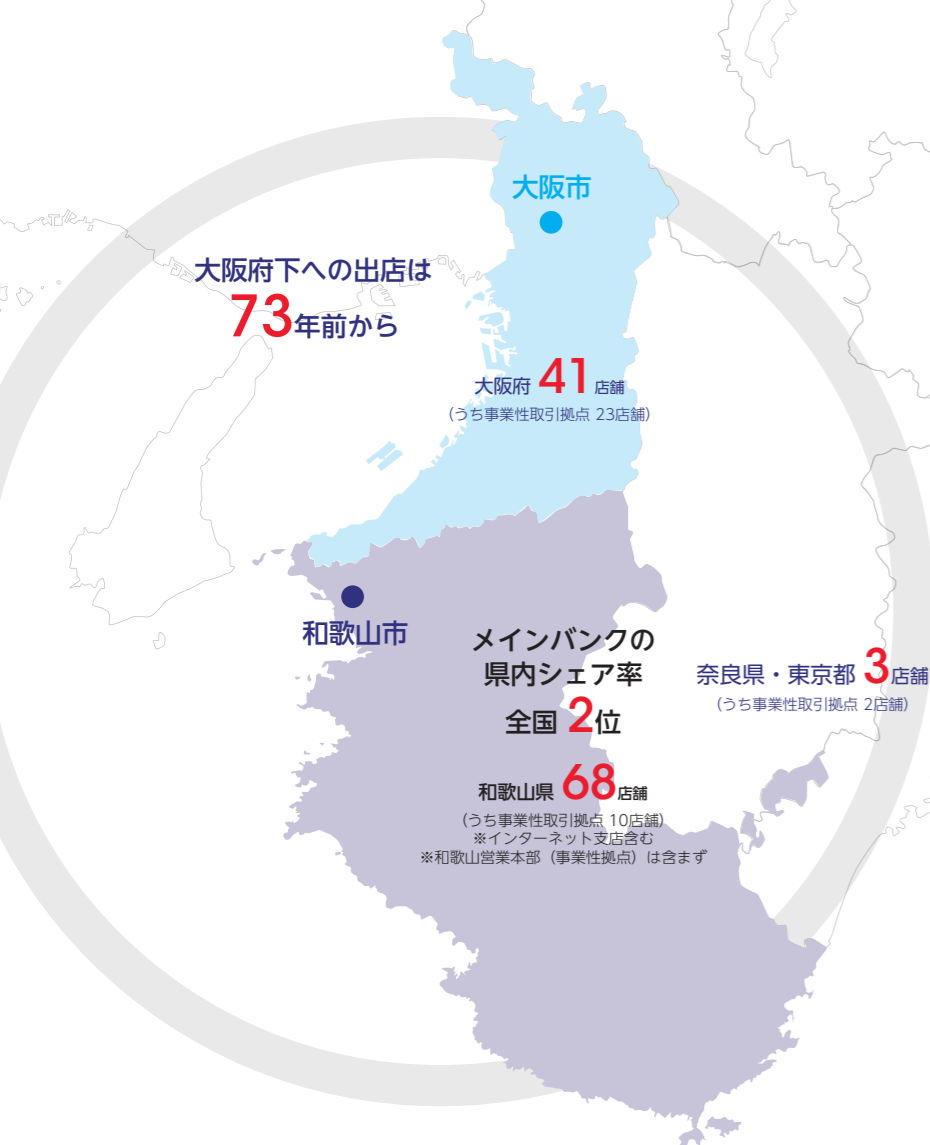 大阪市
大阪府下への出店は
73年前から
大阪府 41店舗
(うち事業性取引拠点 23店舗)
和歌山市
メインバンクの
県内シェア率
全国 2位
奈良県・東京都 3店舗
(うち事業性取引拠点 2店舗)
和歌山県 68店舗
(うち事業性取引拠点 10店舗)
※インターネット支店含む
※和歌山営業本部(事業性拠点)は含まず